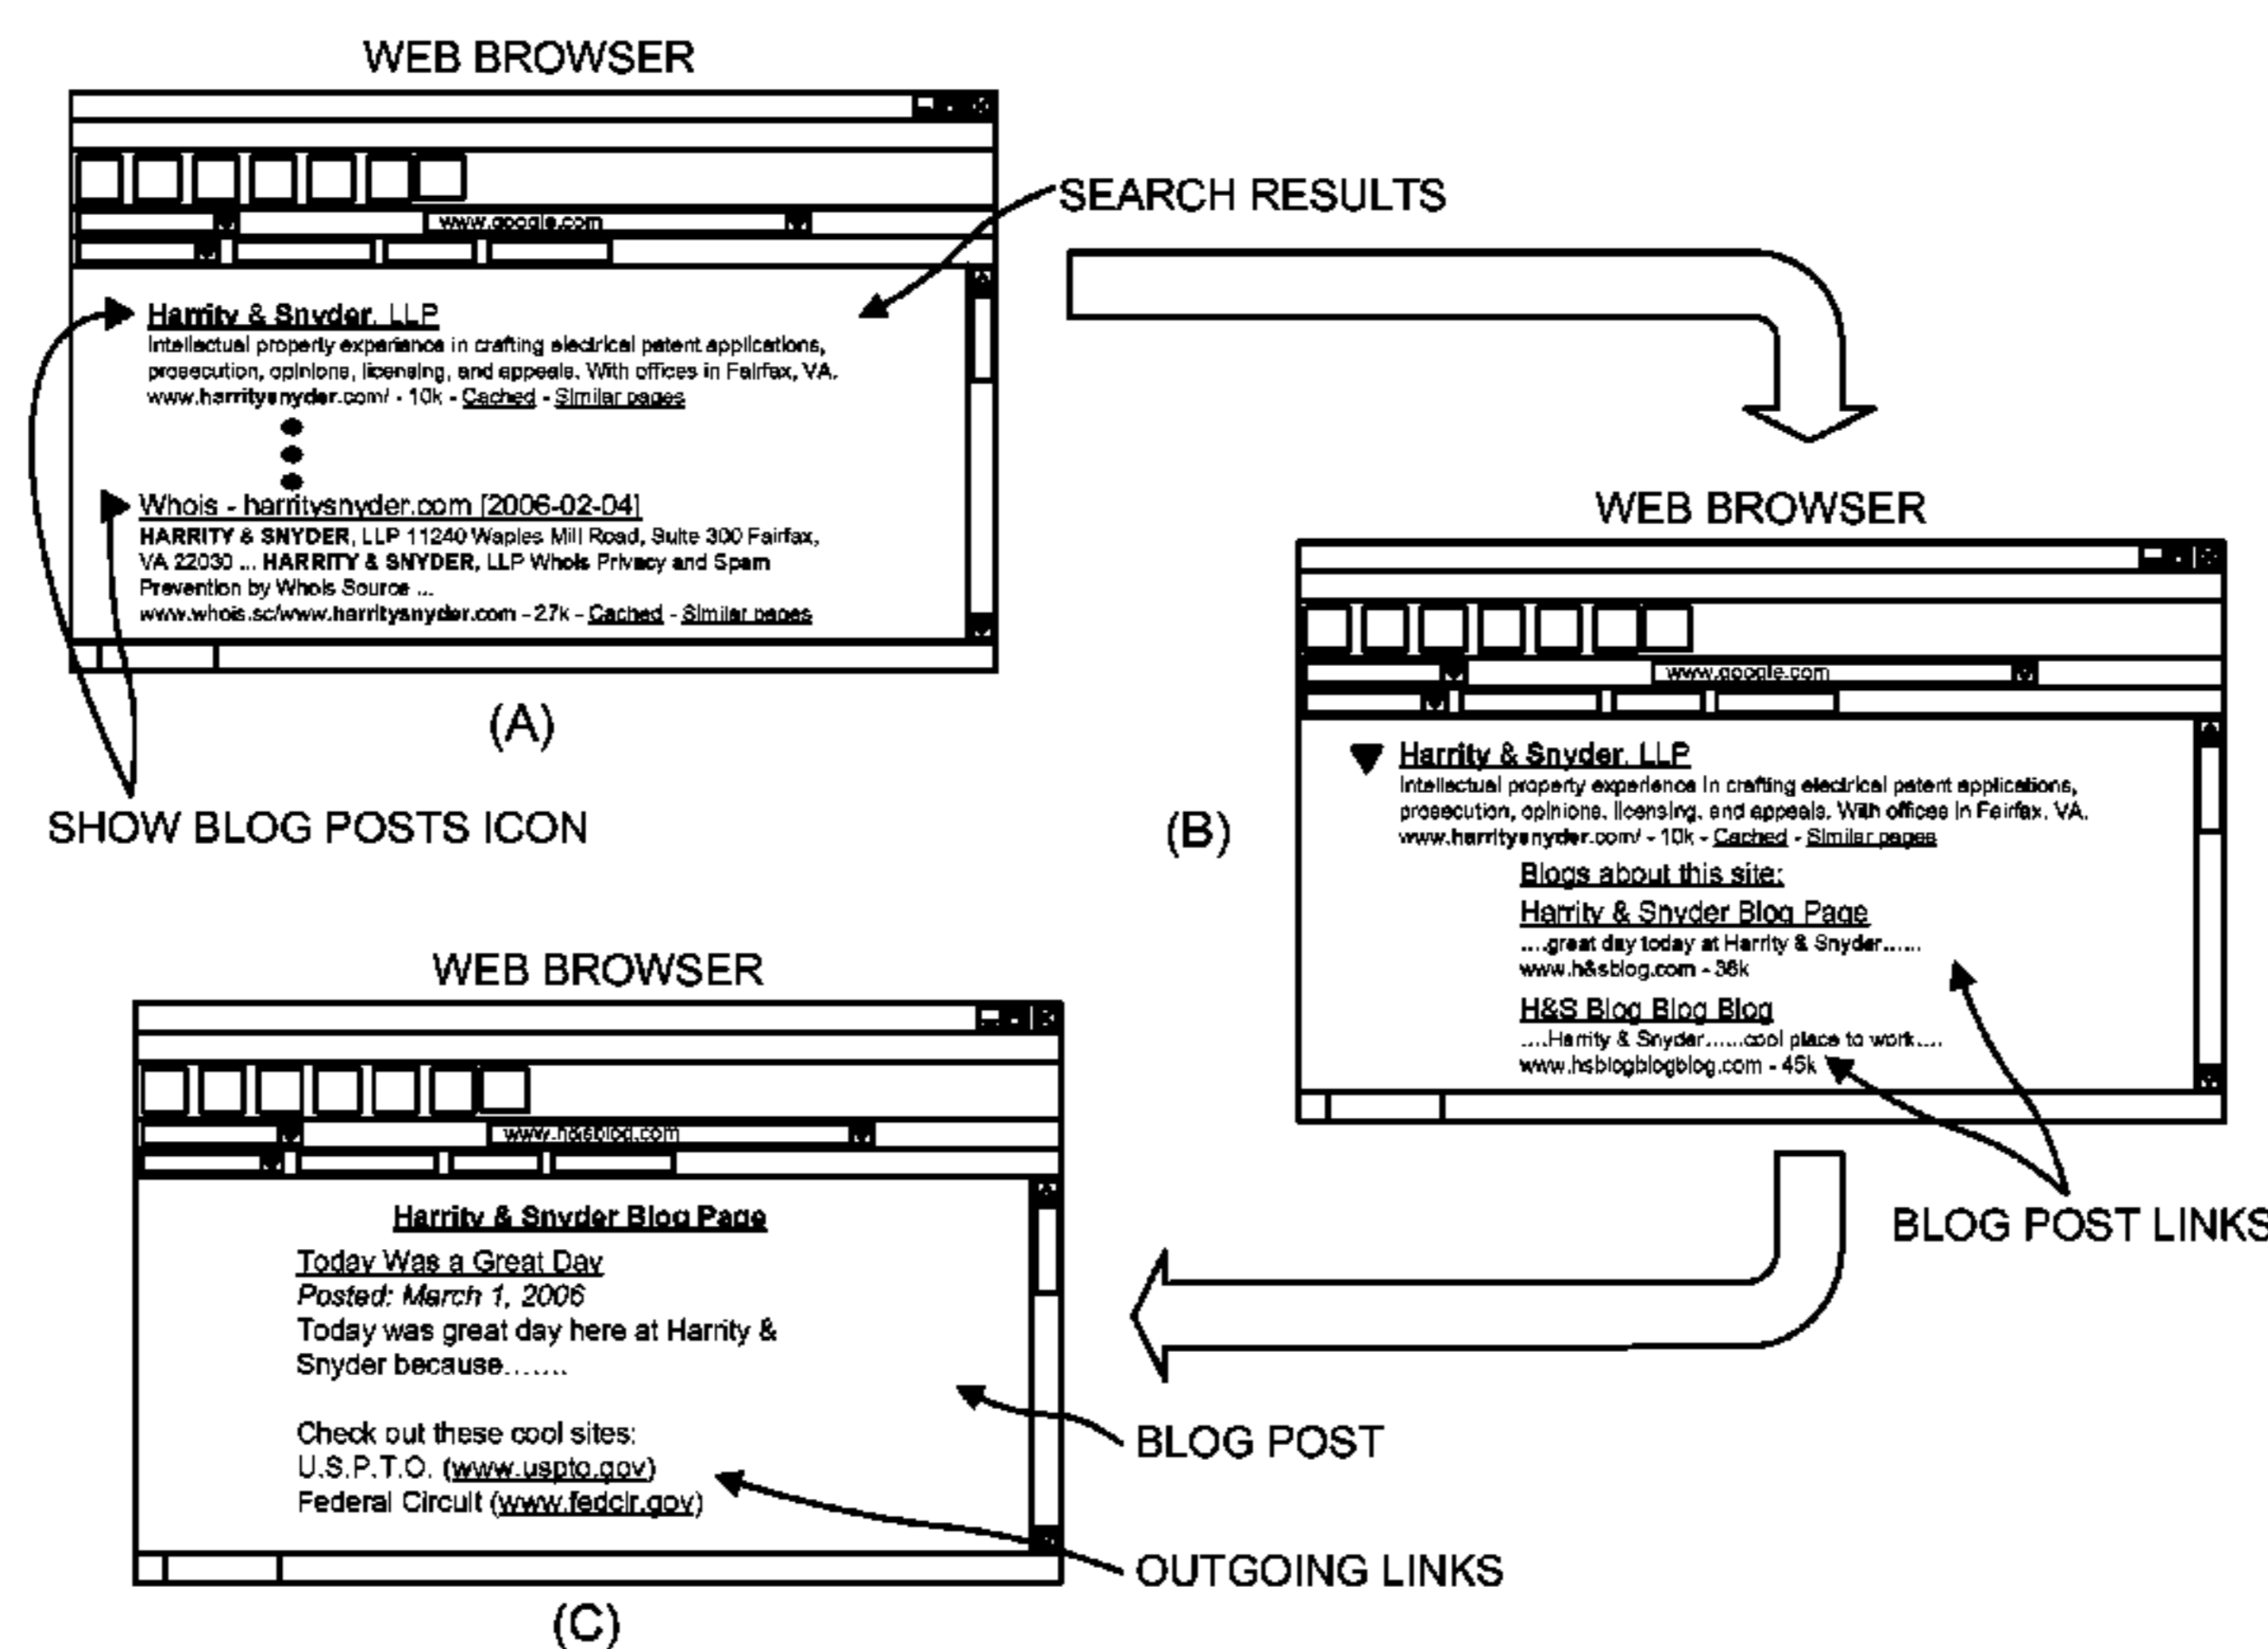 WEB BROWSER
www.google.com
SEARCH RESULTS
Harrity & Snyder, LLP
Intellectual property experience in crafting electrical patent applications,
prosecution, opinions, licensing, and appeals. With offices in Fairfax, VA.
www.harritysnyder.com/ - 10k - Cached - Similar pages
Whois - harritysnyder.com [2006-02-04]
HARRITY & SNYDER, LLP 11240 Waples Mill Road, Suite 300 Fairfax,
VA 22030 ... HARRITY & SNYDER, LLP Whois Privacy and Spam
Prevention by Whois Source ...
www.whois.sc/www.harritysnyder.com - 27k - Cached - Similar pages
(A)
SHOW BLOG POSTS ICON
WEB BROWSER
www.google.com
Harrity & Snyder, LLP
Intellectual property experience in crafting electrical patent applications,
prosecution, opinions, licensing, and appeals. With offices in Fairfax, VA.
www.harritysnyder.com/ - 10k - Cached - Similar pages
(B)
Blogs about this site:
Harrity & Snyder Blog Page
....great day today at Harrity & Snyder......
www.h&sblog.com - 36k
H&S Blog Blog Blog
....Harrity & Snyder......cool place to work....
www.hsblogblogblog.com - 45k
BLOG POST LINKS
WEB BROWSER
www.h&sblog.com
Harrity & Snyder Blog Page
Today Was a Great Day
Posted: March 1, 2006
Today was great day here at Harrity &
Snyder because.......
BLOG POST
Check out these cool sites:
U.S.P.T.O. (www.uspto.gov)
Federal Circuit (www.fedcir.gov)
OUTGOING LINKS
(C)